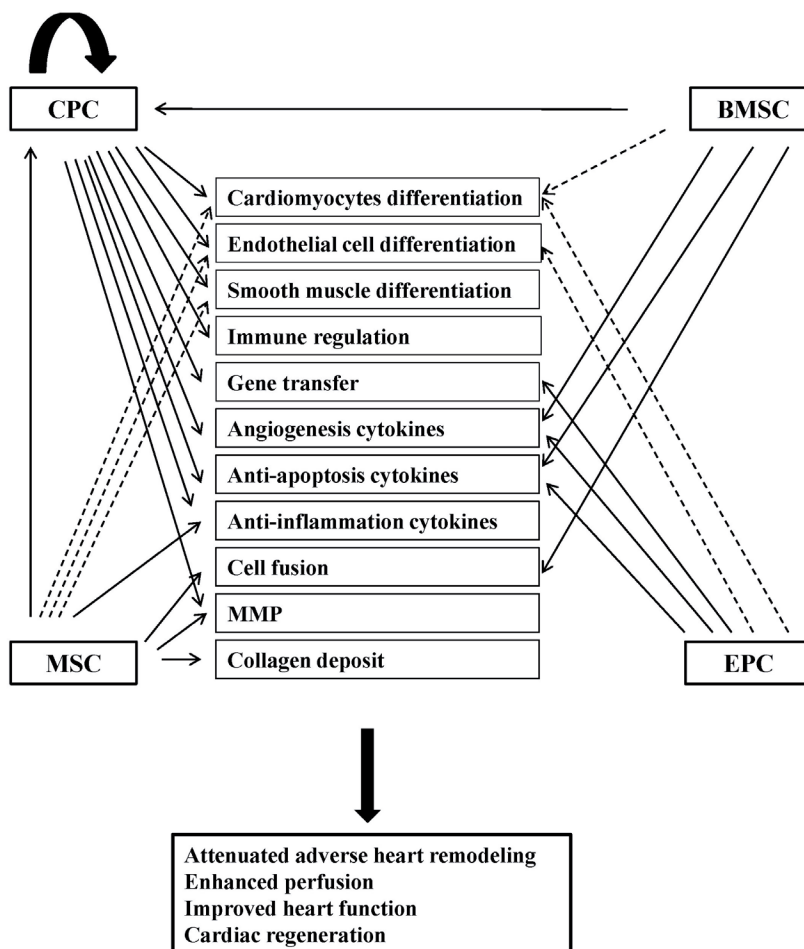 CPC
BMSC
Cardiomyocytes differentiation
Endothelial cell differentiation
Smooth muscle differentiation
Immune regulation
Gene transfer
Angiogenesis cytokines
Anti-apoptosis cytokines
Anti-inflammation cytokines
Cell fusion
MMP
Collagen deposit
MSC
EPC
Attenuated adverse heart remodeling
Enhanced perfusion
Improved heart function
Cardiac regeneration